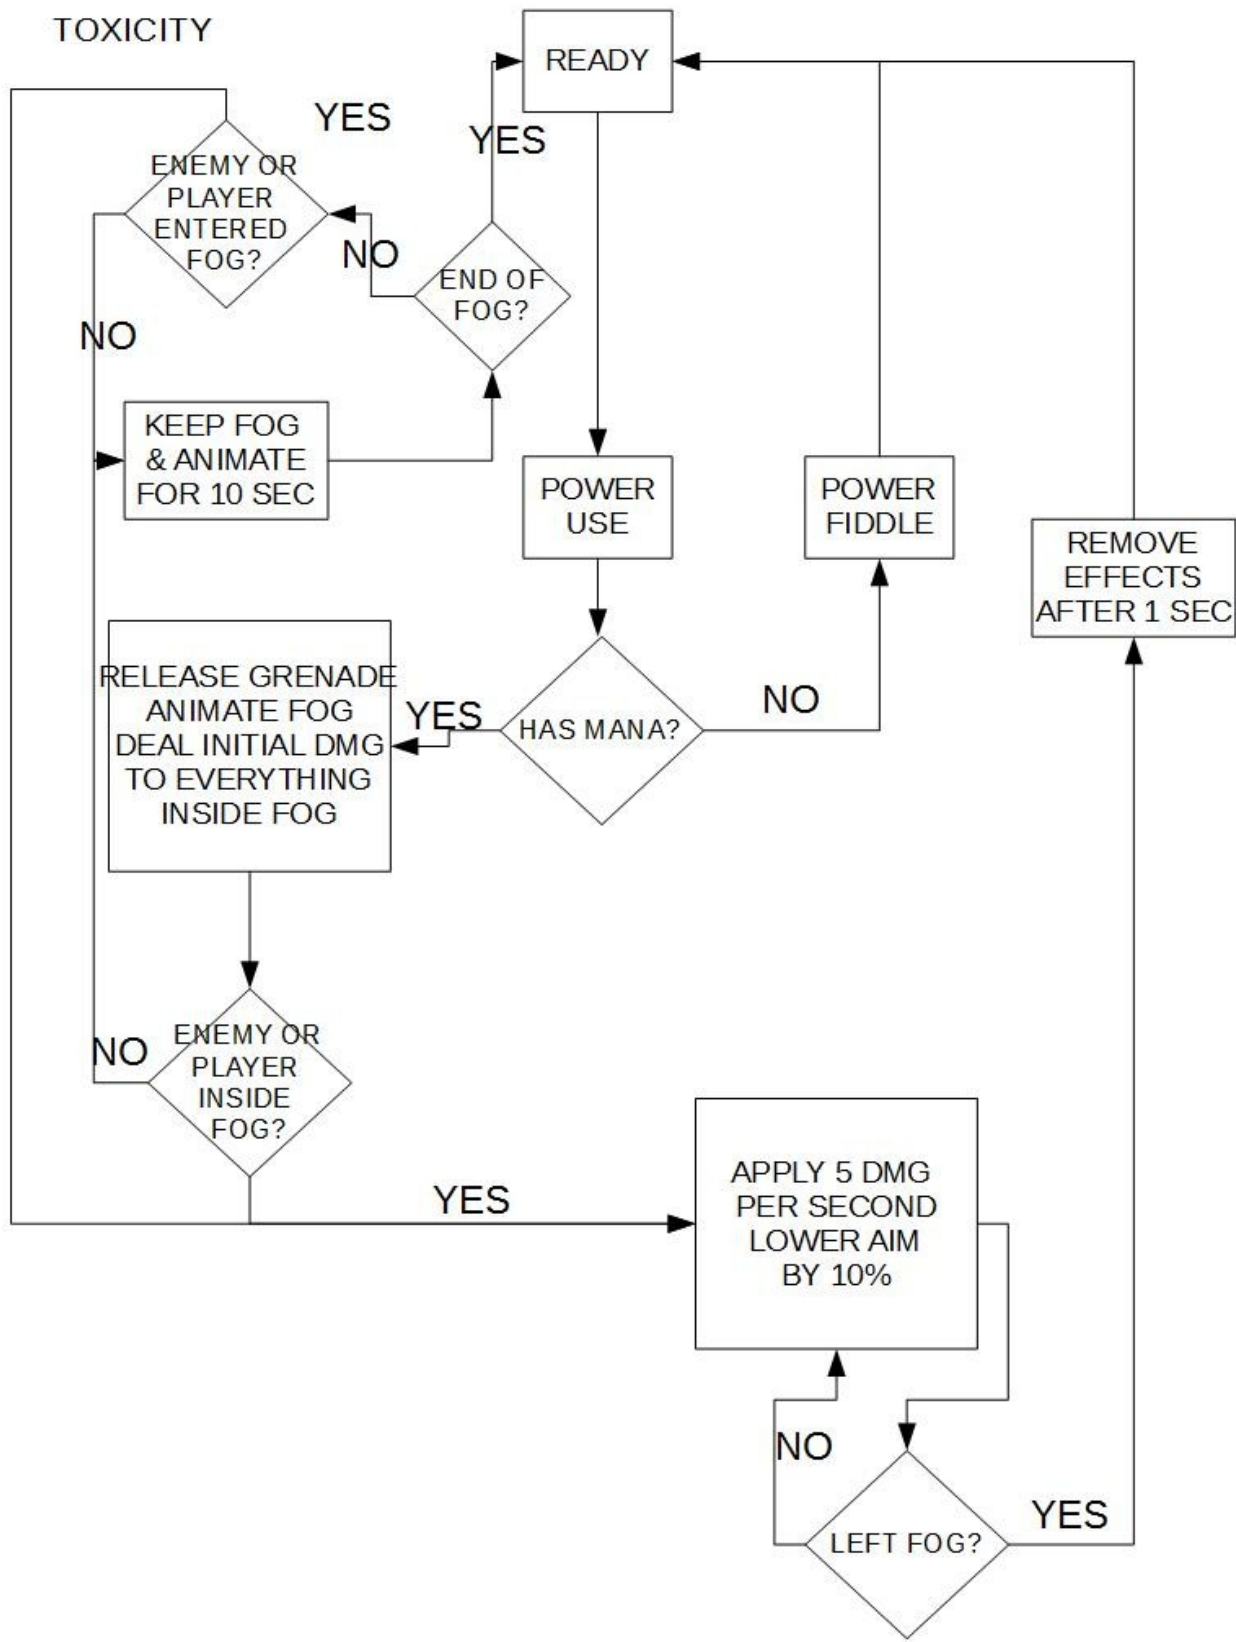 TOXICITY
READY
YES
YES
ENEMY OR
PLAYER
ENTERED
FOG?
NO
END OF
FOG?
NO
KEEP FOG
& ANIMATE
FOR 10 SEC
POWER
USE
POWER
FIDDLE
REMOVE
EFFECTS
AFTER 1 SEC
RELEASE GRENADE
ANIMATE FOG
DEAL INITIAL DMG
TO EVERYTHING
INSIDE FOG
YES
HAS MANA?
NO
NO
ENEMY OR
PLAYER
INSIDE
FOG?
YES
APPLY 5 DMG
PER SECOND
LOWER AIM
BY 10%
NO
LEFT FOG?
YES